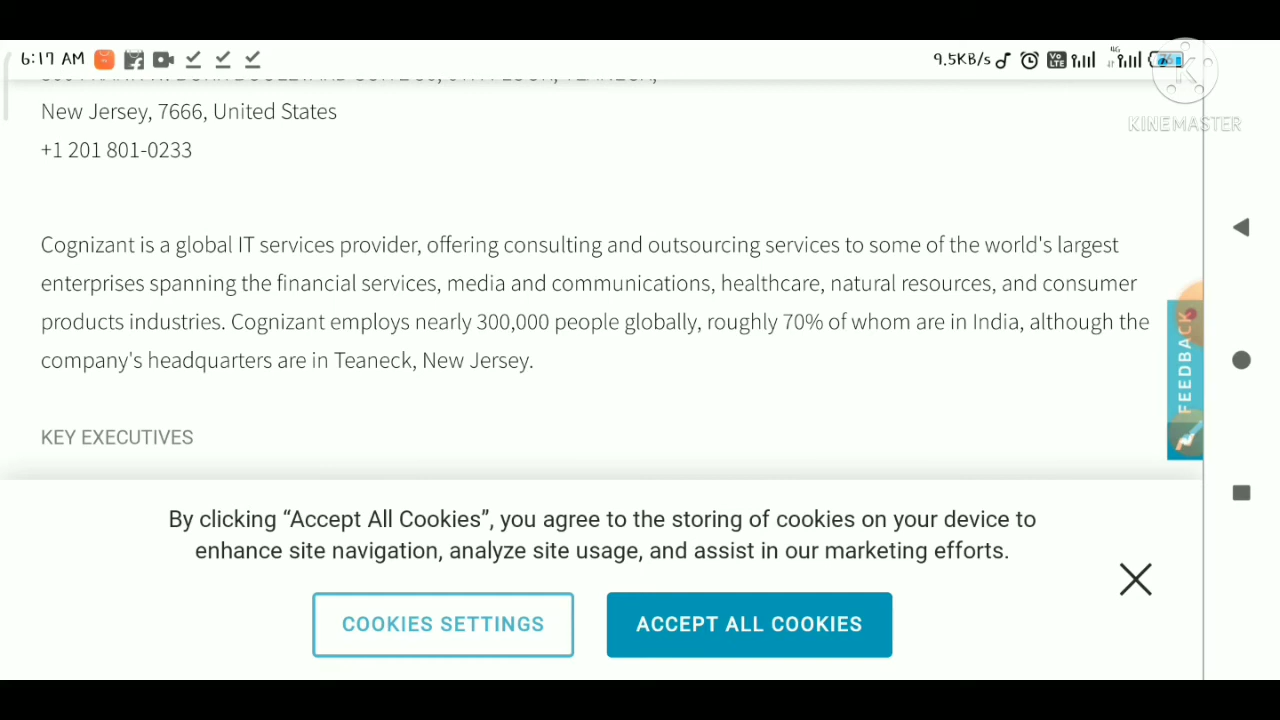 6:17 AM
9.5KB/s
Vo LTE
4G
76
KINEMASTER
New Jersey, 7666, United States
+1 201 801-0233
Cognizant is a global IT services provider, offering consulting and outsourcing services to some of the world's largest
enterprises spanning the financial services, media and communications, healthcare, natural resources, and consumer
products industries. Cognizant employs nearly 300,000 people globally, roughly 70% of whom are in India, although the
company's headquarters are in Teaneck, New Jersey.
FEEDBACK
KEY EXECUTIVES
By clicking “Accept All Cookies”, you agree to the storing of cookies on your device to
enhance site navigation, analyze site usage, and assist in our marketing efforts.
COOKIES SETTINGS
ACCEPT ALL COOKIES